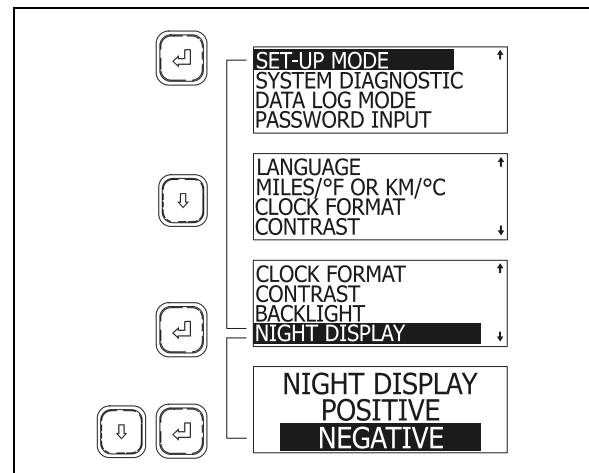 SET-UP MODE
SYSTEM DIAGNOSTIC
DATA LOG MODE
PASSWORD INPUT
LANGUAGE
MILES/°F OR KM/°C
CLOCK FORMAT
CONTRAST
CLOCK FORMAT
CONTRAST
BACKLIGHT
NIGHT DISPLAY
NIGHT DISPLAY
POSITIVE
NEGATIVE